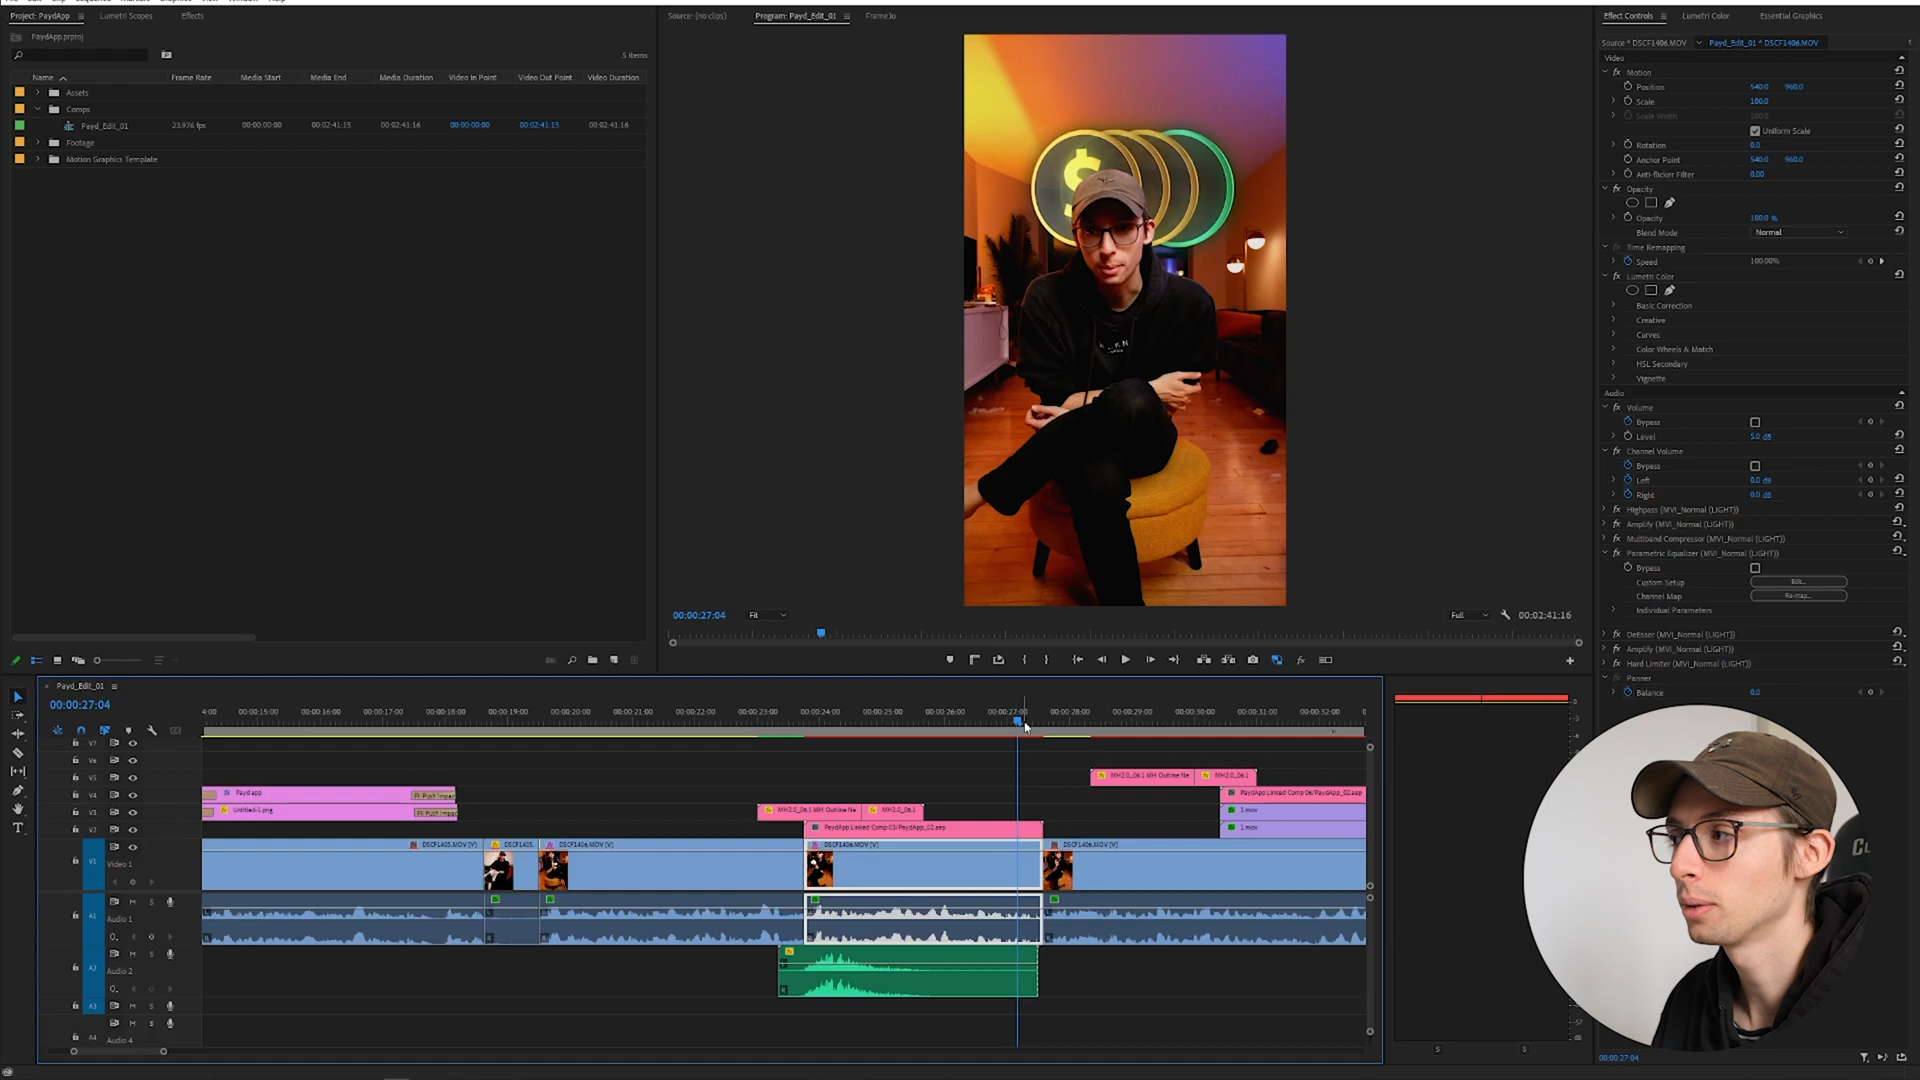 Project: PaydApp
Lumetri Scopes
Effects
Source: (no clips)
Program: Payd_Edit_01
Frame.io
Effect Controls
Lumetri Color
Essential Graphics
PaydApp.prproj
5 items
Name
Frame Rate
Media Start
Media End
Media Duration
Video In Point
Video Out Point
Video Duration
Assets
Comps
Payd_Edit_01
23.976 fps
00:00:00:00
00:02:41:15
00:02:41:16
00:00:00:00
00:02:41:15
00:02:41:16
Footage
Motion Graphics Template
Source * DSCF1406.MOV
Payd_Edit_01 * DSCF1406.MOV
Video
fx Motion
Position 540.0 960.0
Scale 100.0
Scale Width 100.0
Uniform Scale
Rotation 0.0
Anchor Point 540.0 960.0
Anti-flicker Filter 0.00
fx Opacity
Opacity 100.0 %
Blend Mode Normal
Time Remapping
Speed 100.00%
fx Lumetri Color
Basic Correction
Creative
Curves
Color Wheels & Match
HSL Secondary
Vignette
Audio
fx Volume
Bypass
Level 5.0 dB
fx Channel Volume
Bypass
Left 0.0 dB
Right 0.0 dB
fx Highpass (MVI_Normal (LIGHT))
fx Amplify (MVI_Normal (LIGHT))
fx Multiband Compressor (MVI_Normal (LIGHT))
fx Parametric Equalizer (MVI_Normal (LIGHT))
Bypass
Custom Setup Edit...
Channel Map Re-map...
Individual Parameters
fx DeEsser (MVI_Normal (LIGHT))
fx Amplify (MVI_Normal (LIGHT))
fx Hard Limiter (MVI_Normal (LIGHT))
Panner
Balance 0.0
$
00:00:27:04
Fit
Full
00:02:41:16
Payd_Edit_01
00:00:27:04
4:00
00:00:15:00
00:00:16:00
00:00:17:00
00:00:18:00
00:00:19:00
00:00:20:00
00:00:21:00
00:00:22:00
00:00:23:00
00:00:24:00
00:00:25:00
00:00:26:00
00:00:27:00
00:00:28:00
00:00:29:00
00:00:30:00
00:00:31:00
00:00:32:00
V7
V6
V5
MH2.0_06.1 MH Outline Ne
MH2.0_06.1
V4
Payd app
FI: Push Impac
PaydApp Linked Comp 06/PaydApp_02.aep
V3
Untitled-1.png
FI: Push Impac
MH2.0_06.1 MH Outline Ne
MH2.0_06.1
1.mov
V2
PaydApp Linked Comp 03/PaydApp_02.aep
1.mov
DSCF1405.MOV [V]
DSCF1405.
DSCF1406.MOV [V]
DSCF1406.MOV [V]
DSCF1406.MOV [V]
V1
Video 1
A1
M
S
Audio 1
A2
M
S
Audio 2
A3
M
S
M
S
A4
Audio 4
S
S
00:00:27:04